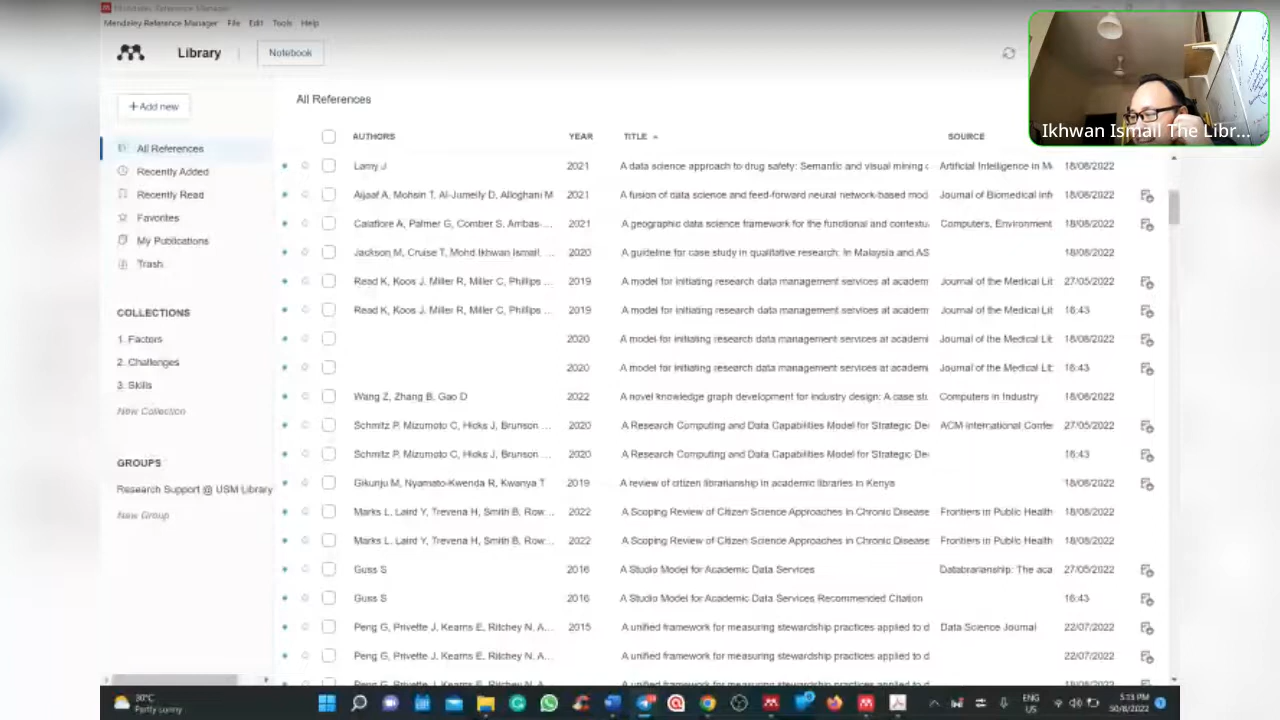 Mendeley Reference Manager
Mendeley Reference Manager File Edit Tools Help
Library Notebook
Ikhwan Ismail The Libr...
+ Add new
All References
Recently Added
Recently Read
Favorites
My Publications
Trash
COLLECTIONS
1. Factors
2. Challenges
3. Skills
New Collection
GROUPS
Research Support @ USM Library
New Group
All References
AUTHORS YEAR TITLE SOURCE
Lamy J 2021 A data science approach to drug safety: Semantic and visual mining Artificial Intelligence in M 18/08/2022
Aljaaf A, Mohsin T, Al-Jumeily D, Alloghani M 2021 A fusion of data science and feed-forward neural network-based mod Journal of Biomedical Inf 18/08/2022
Calafiore A, Palmer G, Comber S, Arribas-... 2021 A geographic data science framework for the functional and contextu Computers, Environment 18/08/2022
Jackson M, Cruise T, Mohd Ikhwan Ismail, ... 2020 A guideline for case study in qualitative research: In Malaysia and AS 18/08/2022
Read K, Koos J, Miller R, Miller C, Phillips ... 2019 A model for initiating research data management services at academ Journal of the Medical Lit 27/05/2022
Read K, Koos J, Miller R, Miller C, Phillips ... 2019 A model for initiating research data management services at academ Journal of the Medical Lit 16:43
2020 A model for initiating research data management services at academ Journal of the Medical Lit 18/08/2022
2020 A model for initiating research data management services at academ Journal of the Medical Lit 16:43
Wang Z, Zhang B, Gao D 2022 A novel knowledge graph development for industry design: A case stu Computers in Industry 18/08/2022
Schmitz P, Mizumoto C, Hicks J, Brunson ... 2020 A Research Computing and Data Capabilities Model for Strategic De ACM International Confer 27/05/2022
Schmitz P, Mizumoto C, Hicks J, Brunson ... 2020 A Research Computing and Data Capabilities Model for Strategic De 16:43
Gikunju M, Nyamato-Kwenda R, Kwanya T 2019 A review of citizen librarianship in academic libraries in Kenya 18/08/2022
Marks L, Laird Y, Trevena H, Smith B, Row... 2022 A Scoping Review of Citizen Science Approaches in Chronic Disease Frontiers in Public Health 18/08/2022
Marks L, Laird Y, Trevena H, Smith B, Row... 2022 A Scoping Review of Citizen Science Approaches in Chronic Disease Frontiers in Public Health 18/08/2022
Guss S 2016 A Studio Model for Academic Data Services Databrarianship: The aca 27/05/2022
Guss S 2016 A Studio Model for Academic Data Services Recommended Citation 16:43
Peng G, Privette J, Kearns E, Ritchey N, A... 2015 A unified framework for measuring stewardship practices applied to d Data Science Journal 22/07/2022
Peng G, Privette J, Kearns E, Ritchey N, A... A unified framework for measuring stewardship practices applied to d 22/07/2022
30°C
Partly sunny
ENG
US
5:13 PM